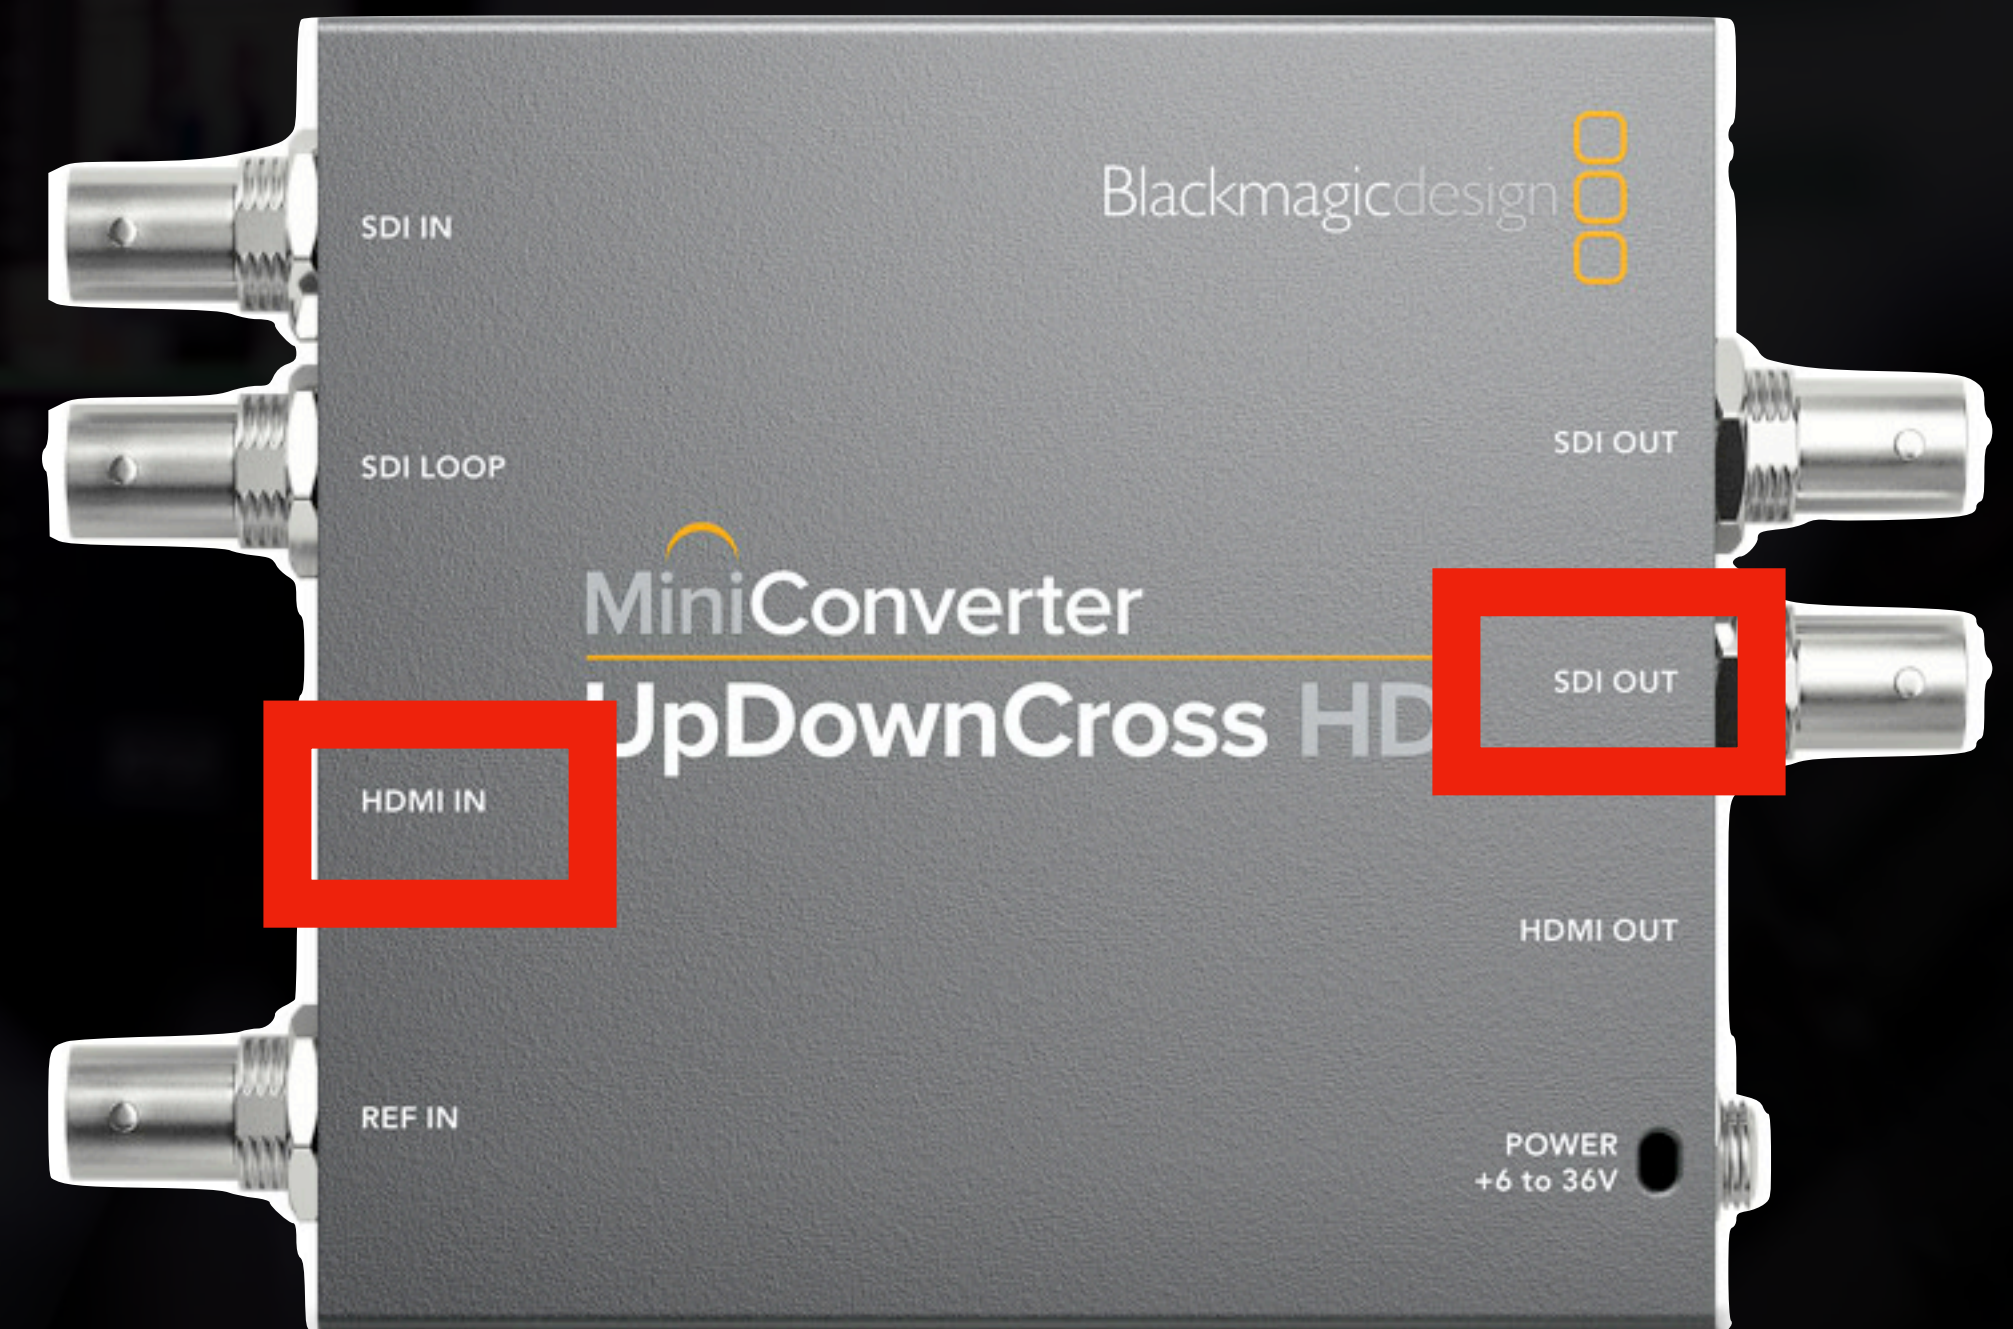 Blackmagicdesign
SDI IN
SDI OUT
SDI LOOP
MiniConverter
UpDownCross HD
SDI OUT
HDMI IN
HDMI OUT
REF IN
POWER
+6 to 36V